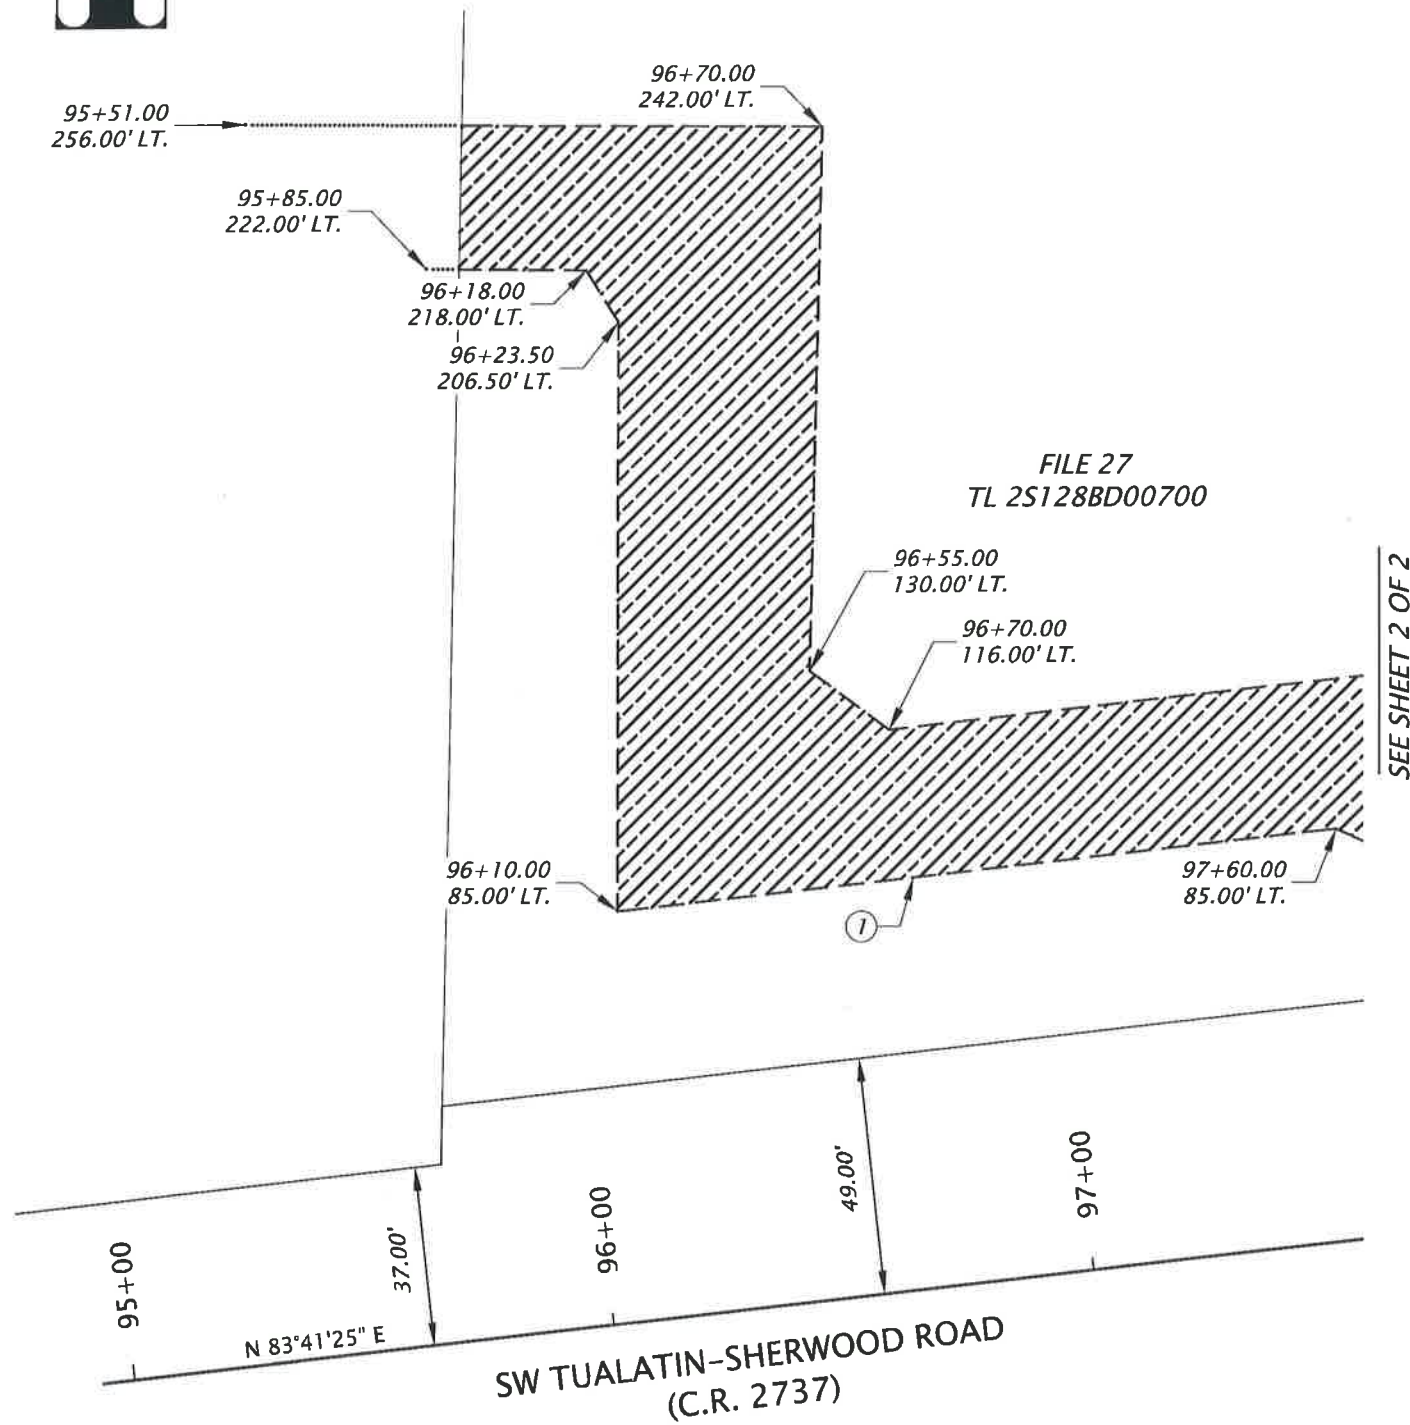 96+70.00
242.00' LT.
95+51.00
256.00' LT.
95+85.00
222.00' LT.
96+18.00
218.00' LT.
96+23.50
206.50' LT.
FILE 27
TL 2S128BD00700
96+55.00
130.00' LT.
96+70.00
116.00' LT.
SEE SHEET 2 OF 2
96+10.00
85.00' LT.
97+60.00
85.00' LT.
1
49.00'
97+00
96+00
37.00'
95+00
N 83°41'25" E
SW TUALATIN-SHERWOOD ROAD
(C.R. 2737)